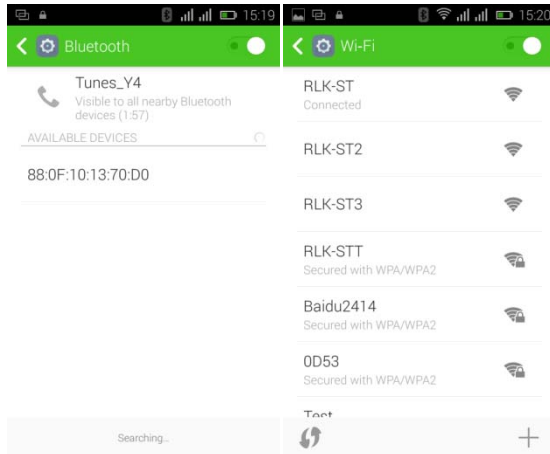 15:19
Bluetooth
Tunes_Y4
Visible to all nearby Bluetooth
devices (1:57)
AVAILABLE DEVICES
88:0F:10:13:70:D0
Searching...
15:20
Wi-Fi
RLK-ST
Connected
RLK-ST2
RLK-ST3
RLK-STT
Secured with WPA/WPA2
Baidu2414
Secured with WPA/WPA2
0D53
Secured with WPA/WPA2
Test